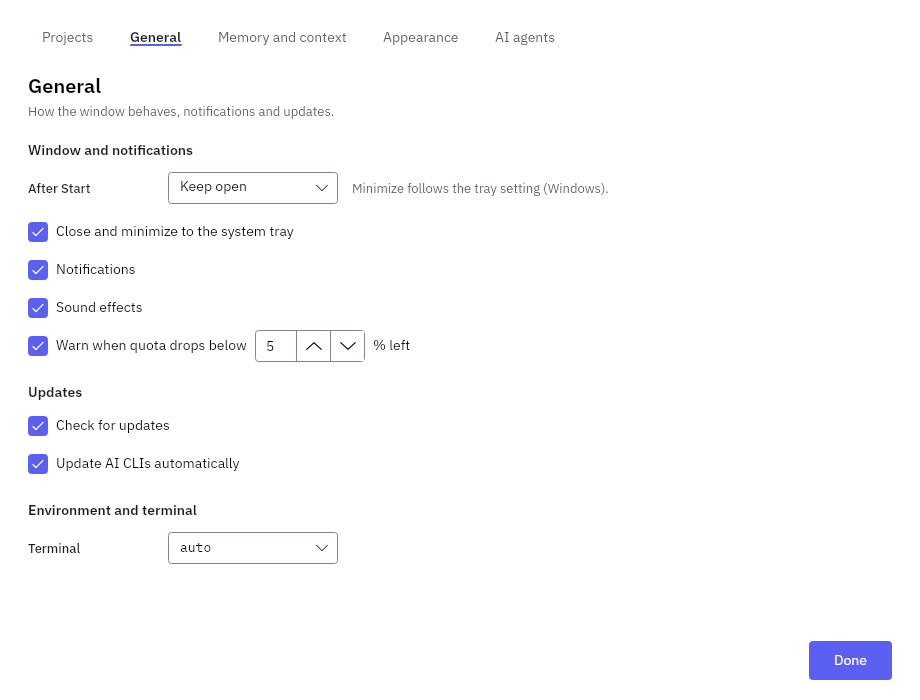 Projects General Memory and context Appearance AI agents
General
How the window behaves, notifications and updates.
Window and notifications
After Start Keep open Minimize follows the tray setting (Windows).
Close and minimize to the system tray
Notifications
Sound effects
Warn when quota drops below 5 % left
Updates
Check for updates
Update AI CLIs automatically
Environment and terminal
Terminal auto
Done